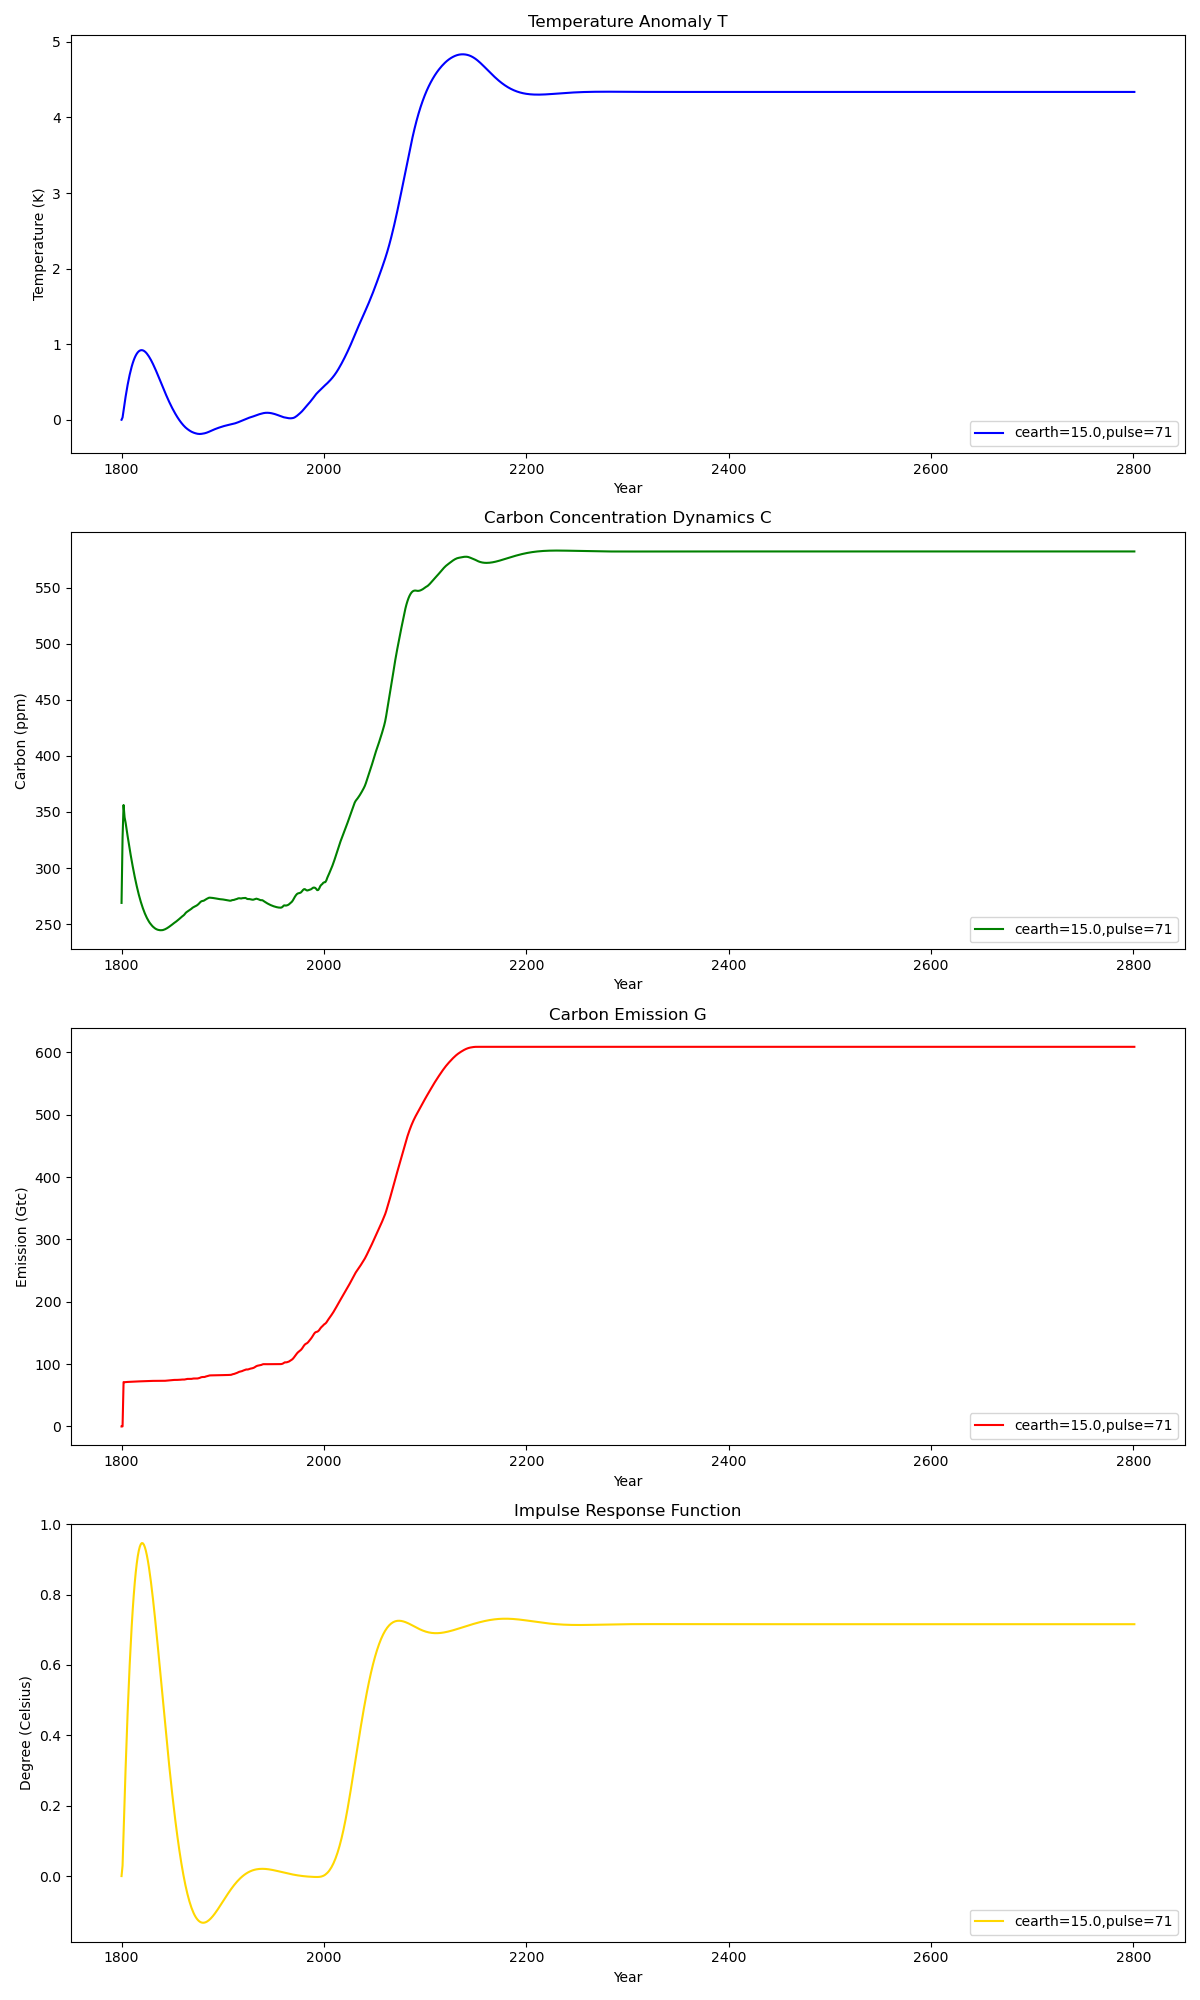 Temperature Anomaly T
5
4
3
2
1
0
Temperature (K)
cearth=15.0,pulse=71
1800 2000 2200 2400 2600 2800
Year
Carbon Concentration Dynamics C
550
500
450
400
350
300
250
Carbon (ppm)
cearth=15.0,pulse=71
1800 2000 2200 2400 2600 2800
Year
Carbon Emission G
600
500
400
300
200
100
0
Emission (Gtc)
cearth=15.0,pulse=71
1800 2000 2200 2400 2600 2800
Year
Impulse Response Function
1.0
0.8
0.6
0.4
0.2
0.0
Degree (Celsius)
cearth=15.0,pulse=71
1800 2000 2200 2400 2600 2800
Year